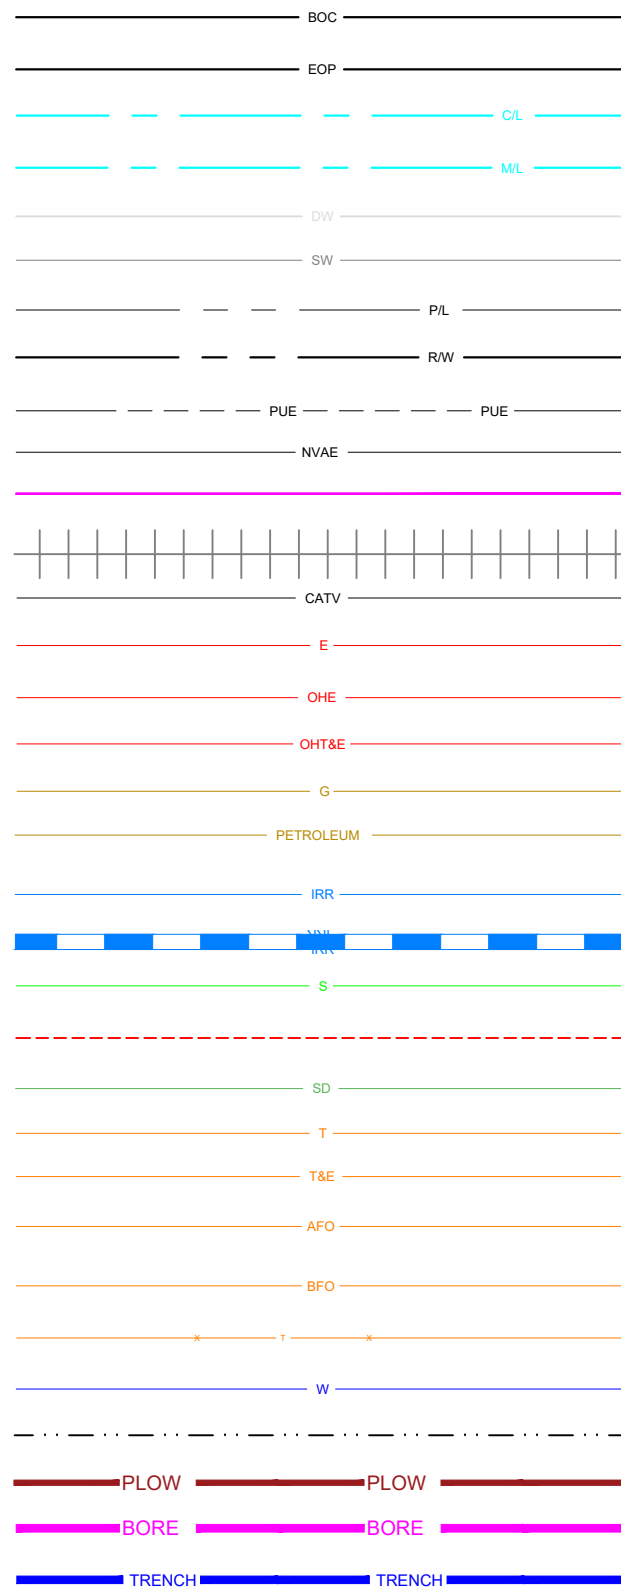 BOC
EOP
C/L
M/L
DW
SW
P/L
R/W
PUE PUE
NVAE
CATV
E
OHE
OHT&E
G
PETROLEUM
IRR
IRR
S
SD
T
T&E
AFO
BFO
X T X
W
PLOW PLOW
BORE BORE
TRENCH TRENCH